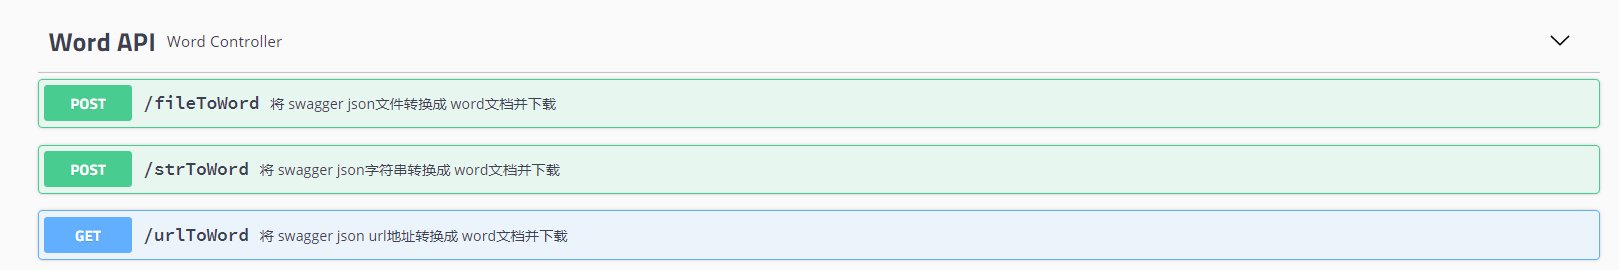 Word API Word Controller
POST /fileToWord 将 swagger json文件转换成 word文档并下载
POST /strToWord 将 swagger json字符串转换成 word文档并下载
GET /urlToWord 将 swagger json url地址转换成 word文档并下载